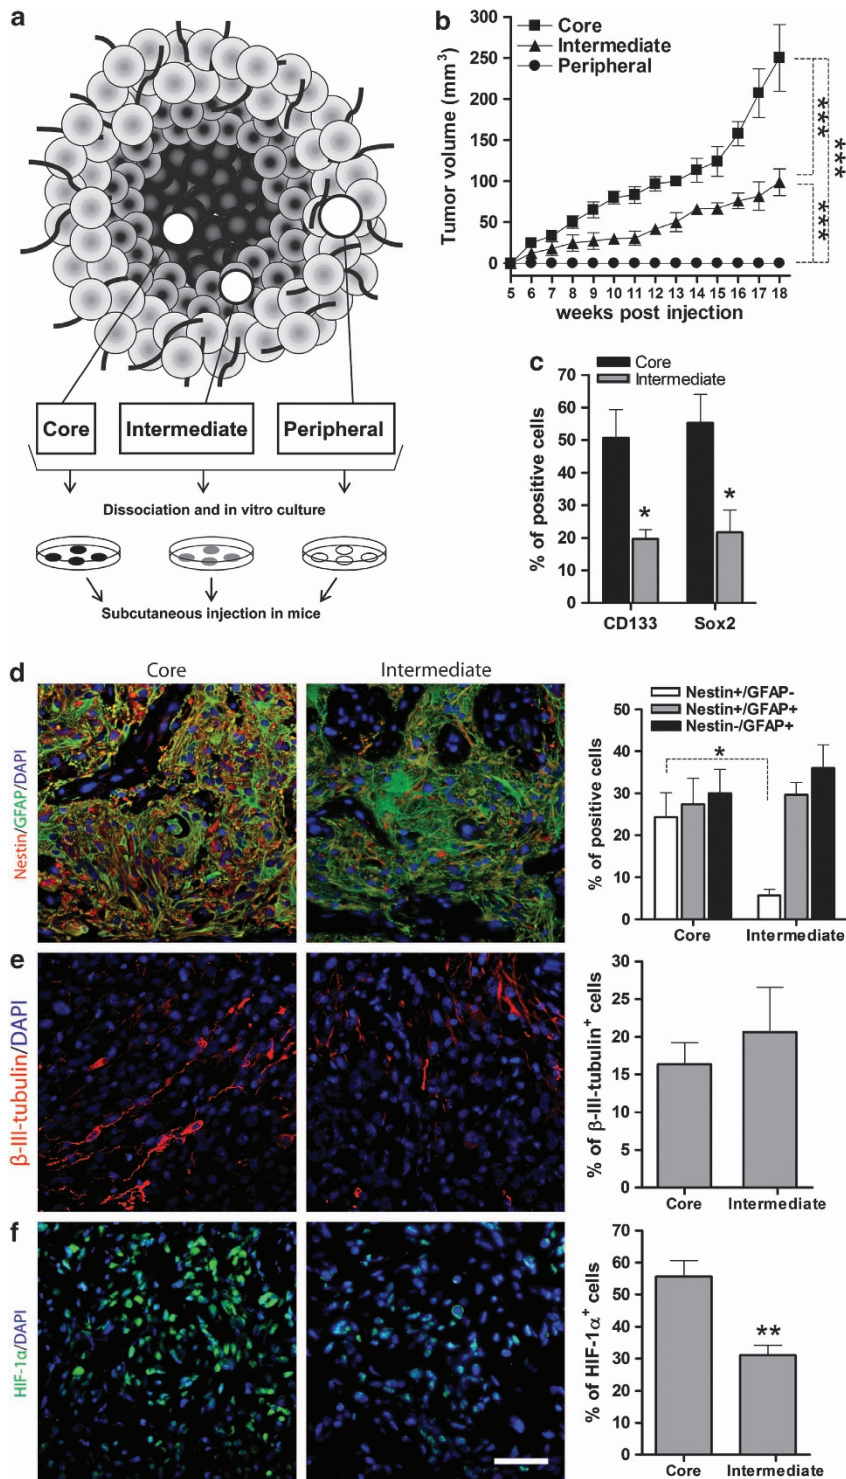 a
Core
Intermediate
Peripheral
Dissociation and in vitro culture
Subcutaneous injection in mice
b
Tumor volume (mm3)
300
250
200
150
100
50
0
Core
Intermediate
Peripheral
***
***
***
5 6 7 8 9 10 11 12 13 14 15 16 17 18
weeks post injection
c
Core
Intermediate
% of positive cells
70
60
50
40
30
20
10
0
*
*
CD133 Sox2
d
Core
Intermediate
Nestin/GFAP/DAPI
Nestin+/GFAP-
Nestin+/GFAP+
Nestin-/GFAP+
% of positive cells
50
40
30
20
10
0
*
Core Intermediate
e
β-III-tubulin/DAPI
% of β-III-tubulin+ cells
30
25
20
15
10
5
0
Core Intermediate
f
HIF-1α/DAPI
% of HIF-1α+ cells
70
60
50
40
30
20
10
0
**
Core Intermediate